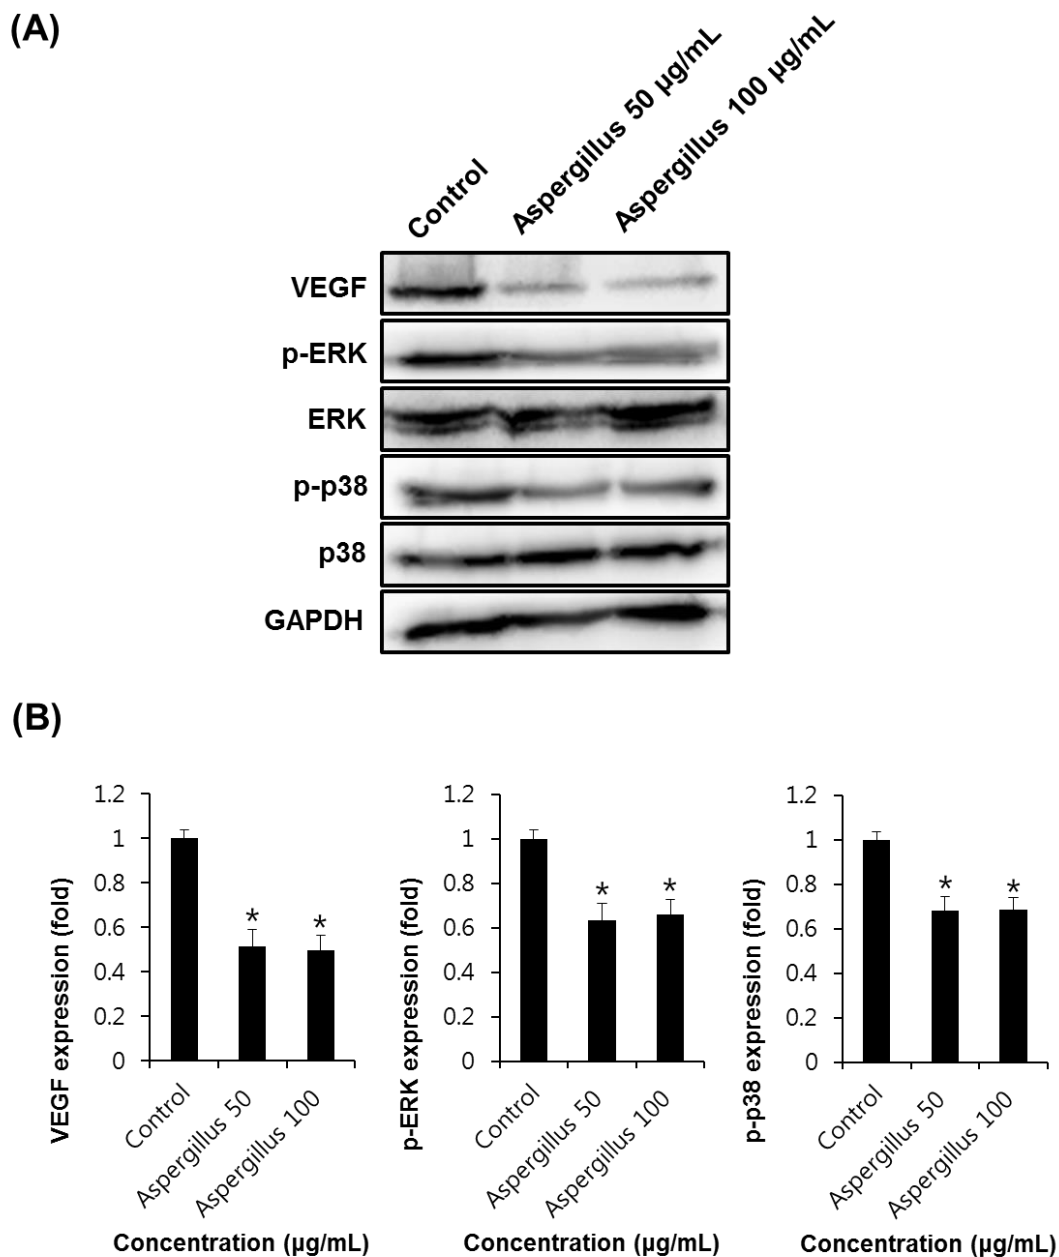 (A)
Control
Aspergillus 50 µg/mL
Aspergillus 100 µg/mL
VEGF
p-ERK
ERK
p-p38
p38
GAPDH
(B)
VEGF expression (fold)
1.2
1
0.8
0.6
0.4
0.2
0
*
*
Control
Aspergillus 50
Aspergillus 100
Concentration (µg/mL)
p-ERK expression (fold)
1.2
1
0.8
0.6
0.4
0.2
0
*
*
Control
Aspergillus 50
Aspergillus 100
Concentration (µg/mL)
p-p38 expression (fold)
1.2
1
0.8
0.6
0.4
0.2
0
*
*
Control
Aspergillus 50
Aspergillus 100
Concentration (µg/mL)